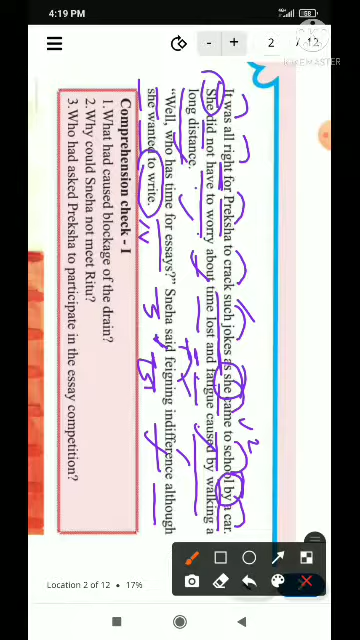 4:19 PM
2 / 12
JOKEMASTER
It was all right for Preksha to crack such jokes as she came to school by a car.
She did not have to worry about time lost and fatigue caused by walking a
long distance.
"Well, who has time for essays?" Sneha said feigning indifference although
she wanted to write.
Comprehension check - I
1. What had caused blockage of the drain?
2. Why could Sneha not meet Ritu?
3. Who had asked Preksha to participate in the essay competition?
Location 2 of 12 • 17%